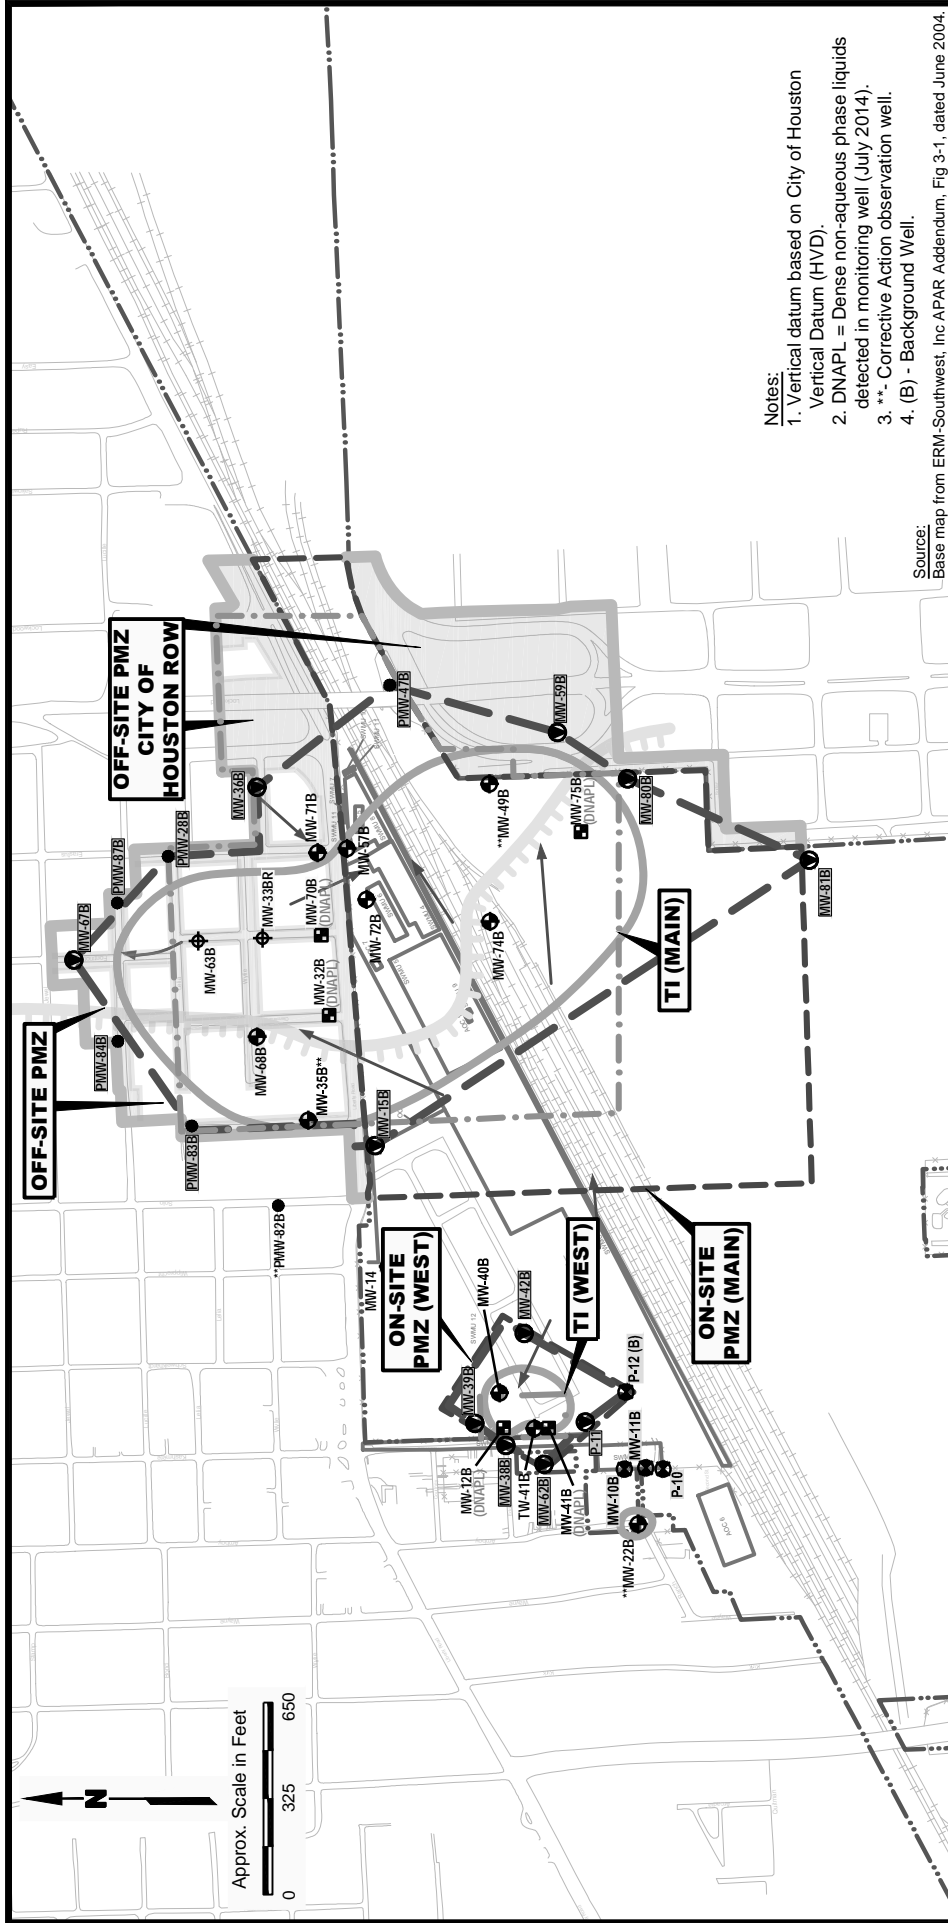 N
Approx. Scale in Feet
0 325 650
OFF-SITE PMZ
OFF-SITE PMZ
CITY OF
HOUSTON ROW
MW-67B
PMW-87B
PMW-84B
PMW-28B
PMW-83B
MW-63B
MW-33BR
MW-36B
MW-68B
MW-71B
MW-70B
(DNAPL)
MW-32B
(DNAPL)
MW-35B**
**PMW-82B
MW-57B
MW-72B
PMW-47B
MW-15B
MW-14
ON-SITE
PMZ (WEST)
MW-40B
MW-42B
TI (WEST)
SWMU 12
MW-39B
MW-12B
(DNAPL)
MW-38B
TW-41B
MW-62B
MW-41B
(DNAPL)
P-11
P-12 (B)
MW-10B
MW-11B
P-10
**MW-22B
AOC 6
MW-74B
**MW-49B
MW-59B
MW-75B
(DNAPL)
MW-80B
MW-81B
TI (MAIN)
ON-SITE
PMZ (MAIN)
Notes:
1. Vertical datum based on City of Houston
Vertical Datum (HVD).
2. DNAPL = Dense non-aqueous phase liquids
detected in monitoring well (July 2014).
3. **- Corrective Action observation well.
4. (B) - Background Well.
Source:
Base map from ERM-Southwest, Inc APAR Addendum, Fig 3-1, dated June 2004.